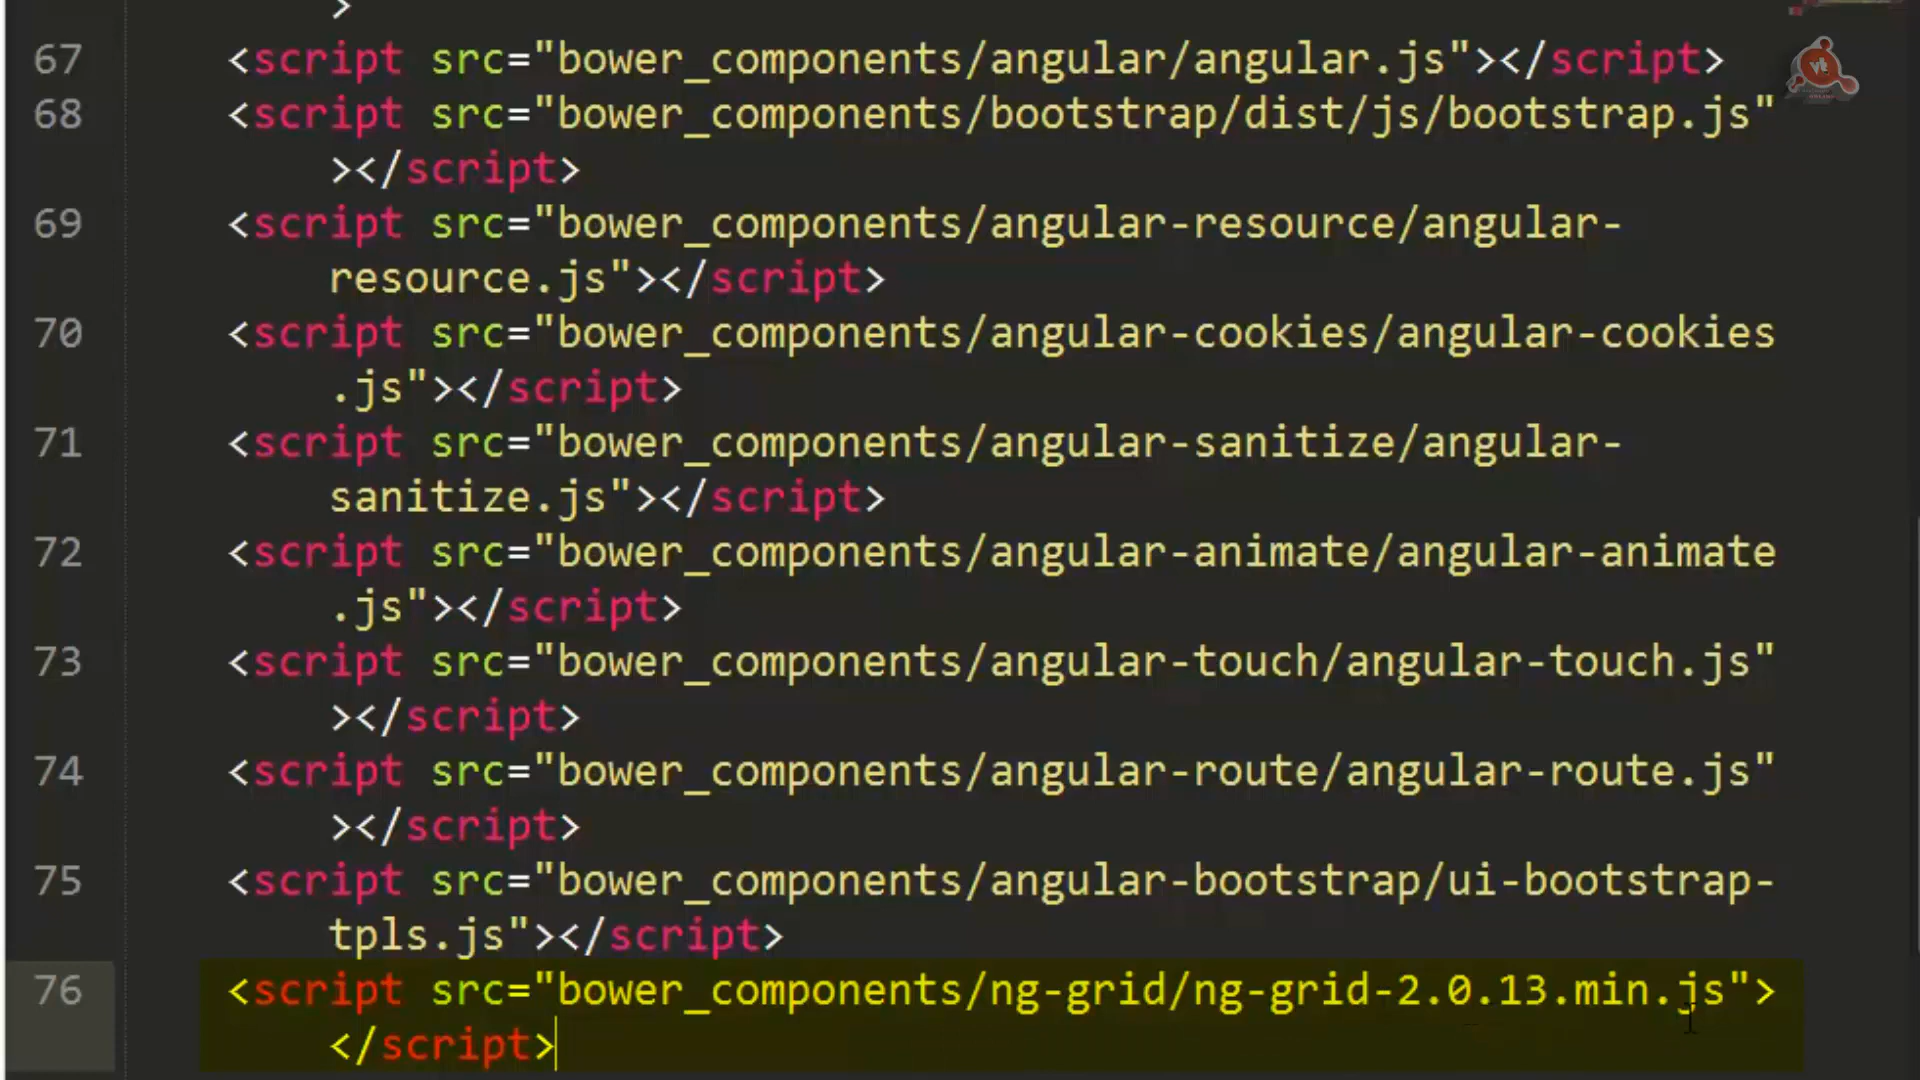 >
67 <script src="bower_components/angular/angular.js"></script>
68 <script src="bower_components/bootstrap/dist/js/bootstrap.js"
></script>
69 <script src="bower_components/angular-resource/angular-
resource.js"></script>
70 <script src="bower_components/angular-cookies/angular-cookies
.js"></script>
71 <script src="bower_components/angular-sanitize/angular-
sanitize.js"></script>
72 <script src="bower_components/angular-animate/angular-animate
.js"></script>
73 <script src="bower_components/angular-touch/angular-touch.js"
></script>
74 <script src="bower_components/angular-route/angular-route.js"
></script>
75 <script src="bower_components/angular-bootstrap/ui-bootstrap-
tpls.js"></script>
76 <script src="bower_components/ng-grid/ng-grid-2.0.13.min.js">
</script>